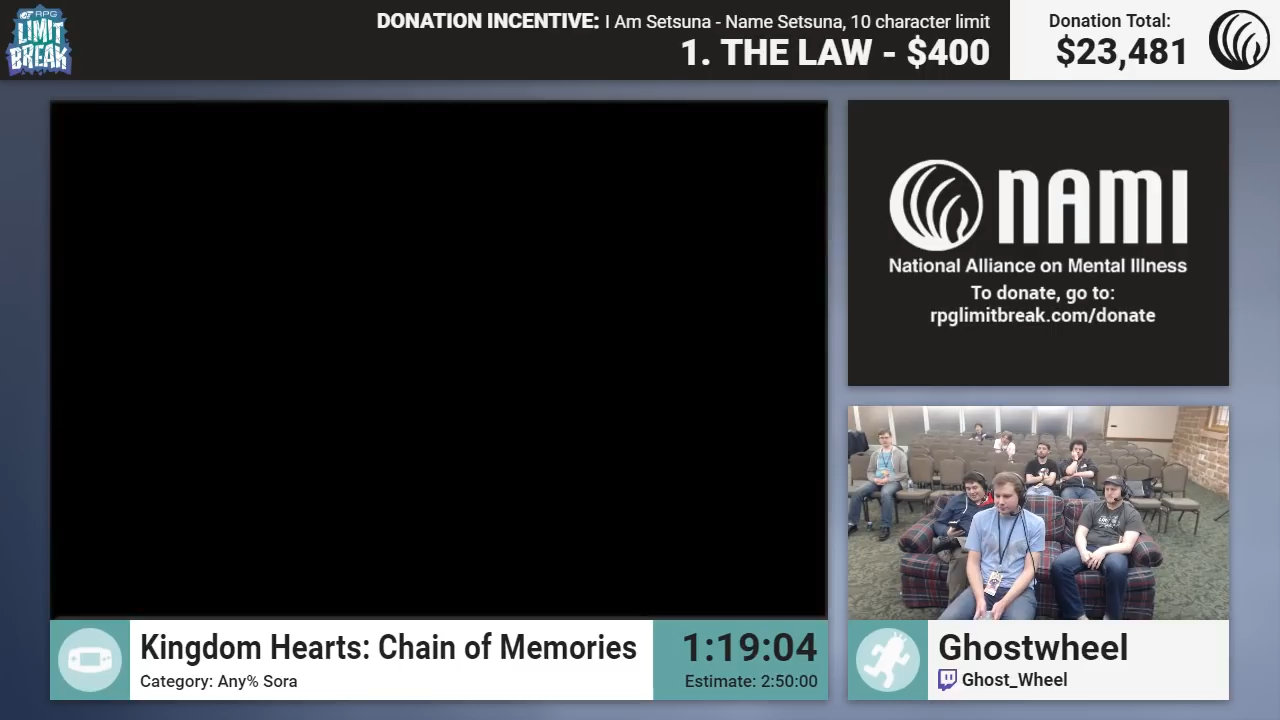 RPG
LIMIT
BREAK
DONATION INCENTIVE: I Am Setsuna - Name Setsuna, 10 character limit
1. THE LAW - $400
Donation Total:
$23,481
NAMI
National Alliance on Mental Illness
To donate, go to:
rpglimitbreak.com/donate
Kingdom Hearts: Chain of Memories
Category: Any% Sora
1:19:04
Estimate: 2:50:00
Ghostwheel
Ghost_Wheel